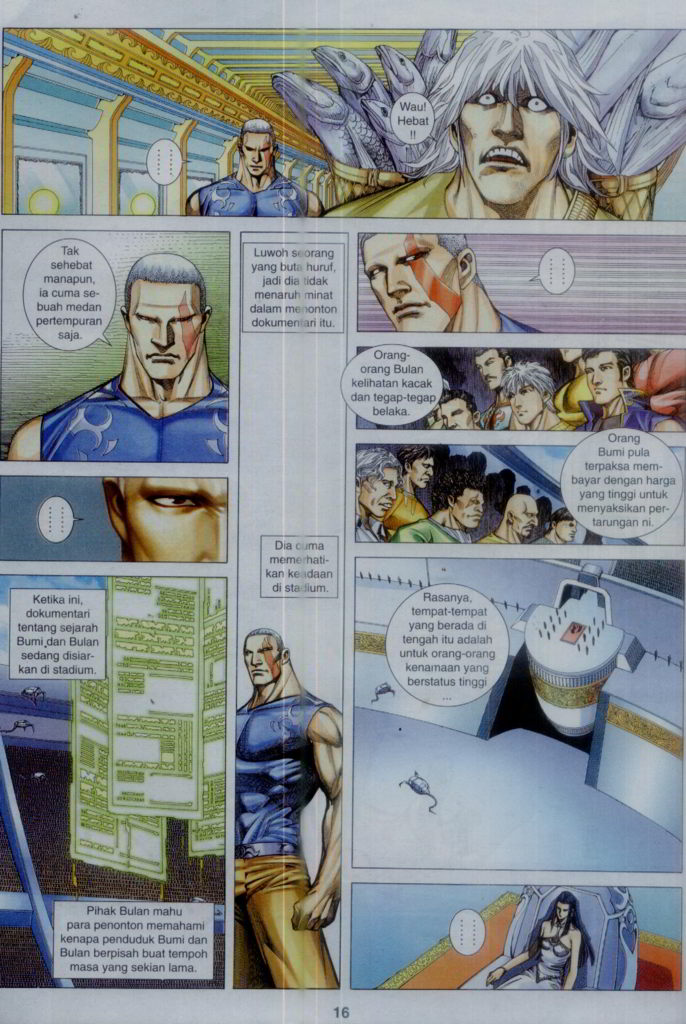 Wau!
Hebat
!!
Tak
sehebat
manapun,
ia cuma se-
buah medan
pertempuran
saja.
Ketika ini,
dokumentari
tentang sejarah
Bumi dan Bulan
sedang disiar-
kan di stadium.
Pihak Bulan mahu
para penonton memahami
kenapa penduduk Bumi dan
Bulan berpisah buat tempoh
masa yang sekian lama.
Luwoh seorang
yang buta huruf,
jadi dia tidak
menaruh minat
dalam menonton
dokumentari itu.
Dia cuma
memerhati-
kan keadaan
di stadium.
Orang-
orang Bulan
kelihatan kacak
dan tegap-tegap
belaka.
Orang
Bumi pula
terpaksa mem-
bayar dengan harga
yang tinggi untuk
menyaksikan per-
tarungan ni.
Rasanya,
tempat-tempat
yang berada di
tengah itu adalah
untuk orang-orang
kenamaan yang
berstatus tinggi
...
16